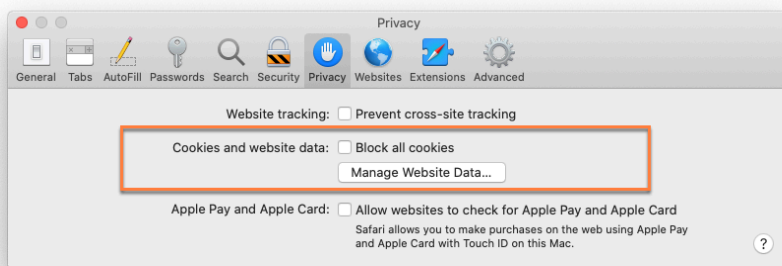 Privacy
General Tabs AutoFill Passwords Search Security Privacy Websites Extensions Advanced
Website tracking: Prevent cross-site tracking
Cookies and website data: Block all cookies
Manage Website Data...
Apple Pay and Apple Card: Allow websites to check for Apple Pay and Apple Card
Safari allows you to make purchases on the web using Apple Pay
and Apple Card with Touch ID on this Mac.
?